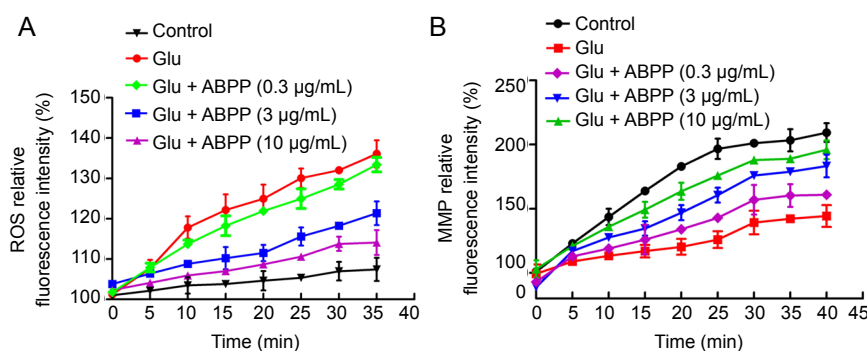 A
Control
Glu
Glu + ABPP (0.3 µg/mL)
Glu + ABPP (3 µg/mL)
Glu + ABPP (10 µg/mL)
ROS relative
fluorescence intensity (%)
150
140
130
120
110
100
0 5 10 15 20 25 30 35 40
Time (min)
B
Control
Glu
Glu + ABPP (0.3 µg/mL)
Glu + ABPP (3 µg/mL)
Glu + ABPP (10 µg/mL)
MMP relative
fluorescence intensity (%)
250
200
150
100
0
0 5 10 15 20 25 30 35 40 45
Time (min)